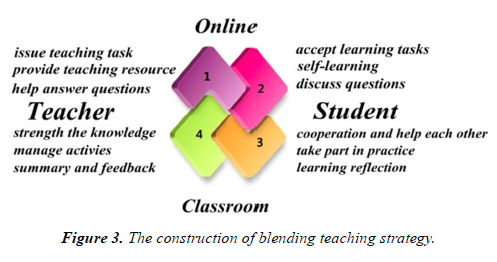 Online
issue teaching task
provide teaching resource
help answer questions
1
2
accept learning tasks
self-learning
discuss questions
Teacher
Student
strength the knowledge
manage activies
summary and feedback
4
3
cooperation and help each other
take part in practice
learning reflection
Classroom
Figure 3. The construction of blending teaching strategy.